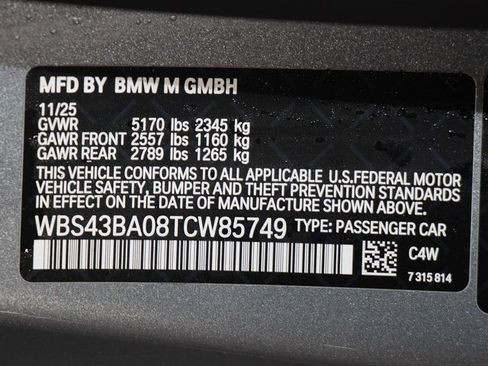 MFD BY BMW M GMBH
11/25
GVWR 5170 lbs 2345 kg
GAWR FRONT 2557 lbs 1160 kg
GAWR REAR 2789 lbs 1265 kg
THIS VEHICLE CONFORMS TO ALL APPLICABLE U.S.FEDERAL MOTOR
VEHICLE SAFETY, BUMPER AND THEFT PREVENTION STANDARDS
IN EFFECT ON THE DATE OF MANUFACTURE SHOWN ABOVE.
WBS43BA08TCW85749 TYPE: PASSENGER CAR
C4W
7 315 814